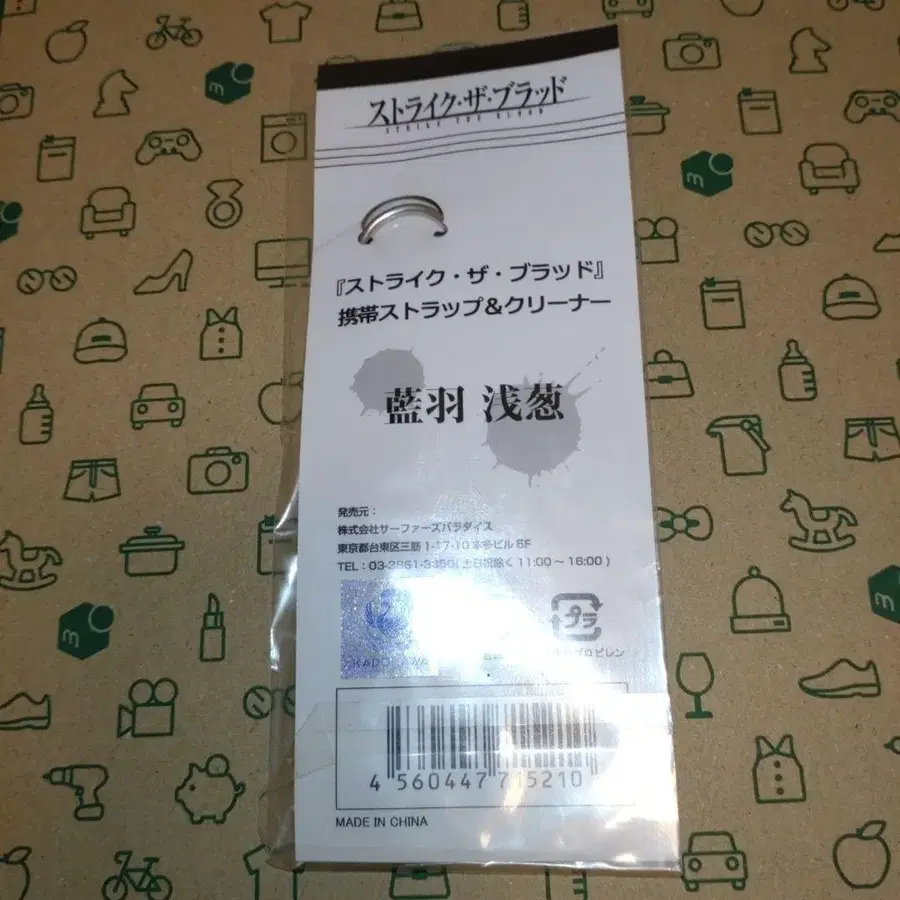 ストライク・ザ・ブラッド
STRIKE THE BLOOD
『ストライク・ザ・ブラッド』
携帯ストラップ&クリーナー
藍羽 浅葱
発売元：
株式会社サーファーズパラダイス
東京都台東区三筋1-17-10本多ビル5F
TEL：03-3861-3350(土日祝除く11:00～16:00)
プラ
4 560447 715210
MADE IN CHINA